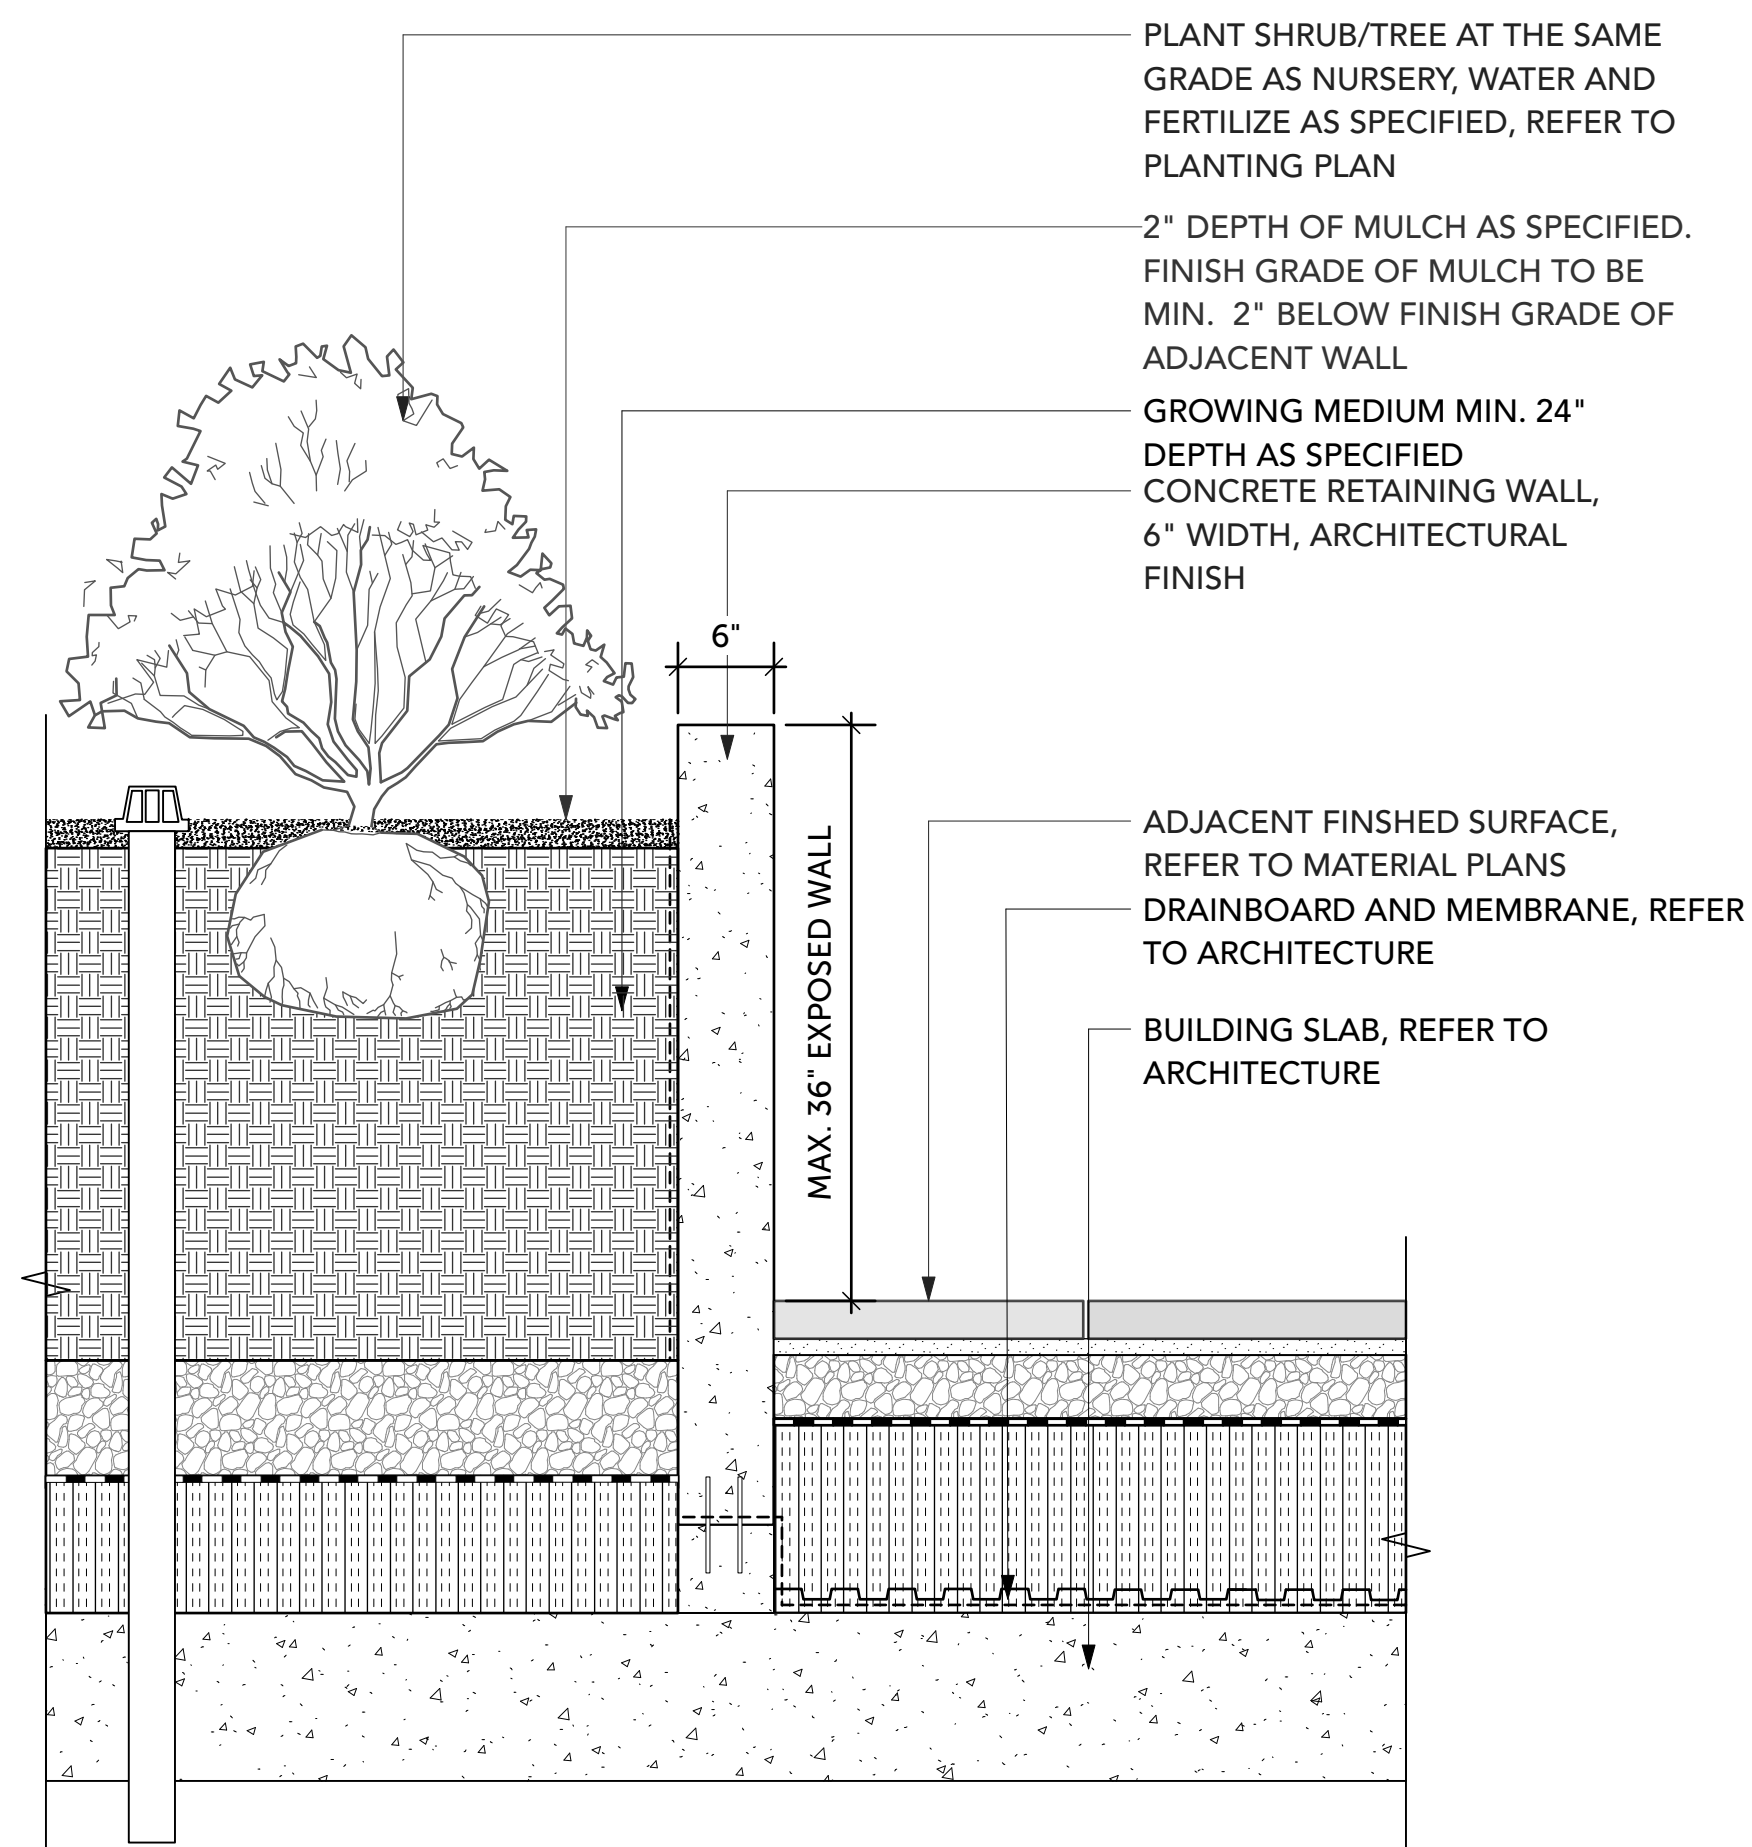 PLANT SHRUB/TREE AT THE SAME
GRADE AS NURSERY, WATER AND
FERTILIZE AS SPECIFIED, REFER TO
PLANTING PLAN
2" DEPTH OF MULCH AS SPECIFIED.
FINISH GRADE OF MULCH TO BE
MIN. 2" BELOW FINISH GRADE OF
ADJACENT WALL
GROWING MEDIUM MIN. 24"
DEPTH AS SPECIFIED
CONCRETE RETAINING WALL,
6" WIDTH, ARCHITECTURAL
FINISH
6"
MAX. 36" EXPOSED WALL
ADJACENT FINSHED SURFACE,
REFER TO MATERIAL PLANS
DRAINBOARD AND MEMBRANE, REFER
TO ARCHITECTURE
BUILDING SLAB, REFER TO
ARCHITECTURE